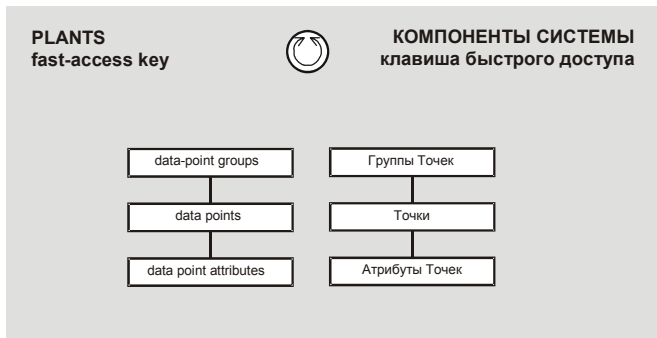 PLANTS
fast-access key
КОМПОНЕНТЫ СИСТЕМЫ
клавиша быстрого доступа
data-point groups
Группы Точек
data points
Точки
data point attributes
Атрибуты Точек